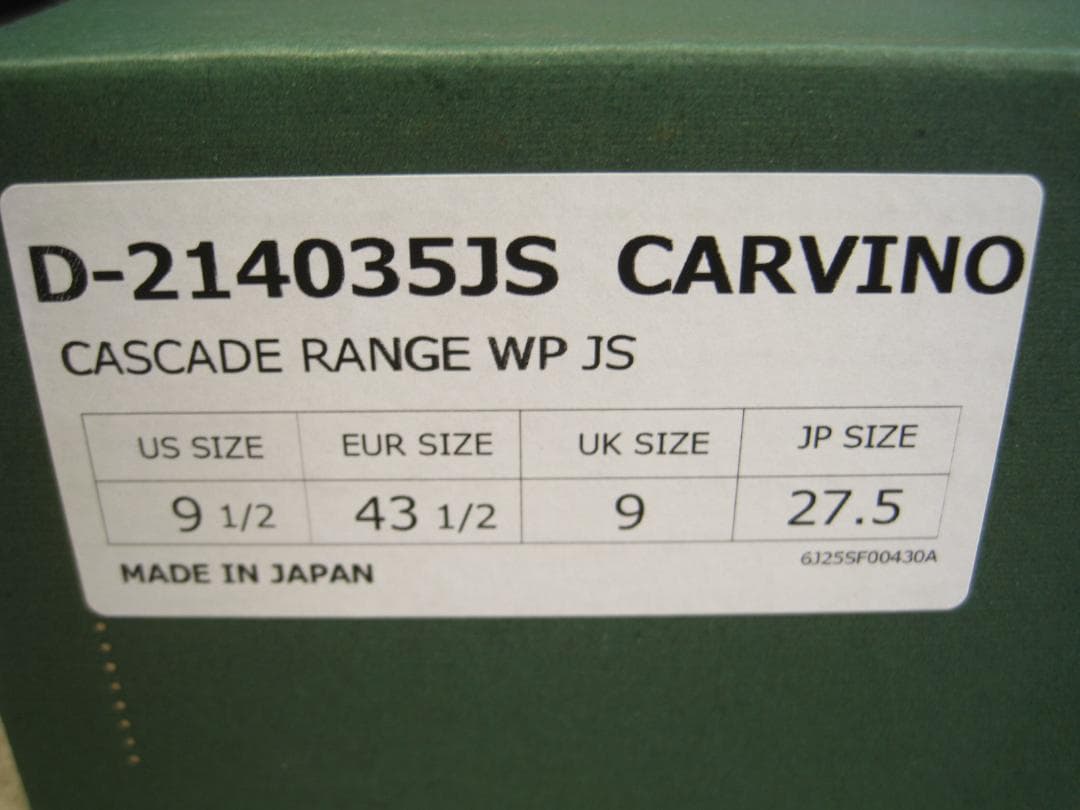 D-214035JS CARVINO
CASCADE RANGE WP JS
US SIZE EUR SIZE UK SIZE JP SIZE
9 1/2 43 1/2 9 27.5
6J25SF00430A
MADE IN JAPAN